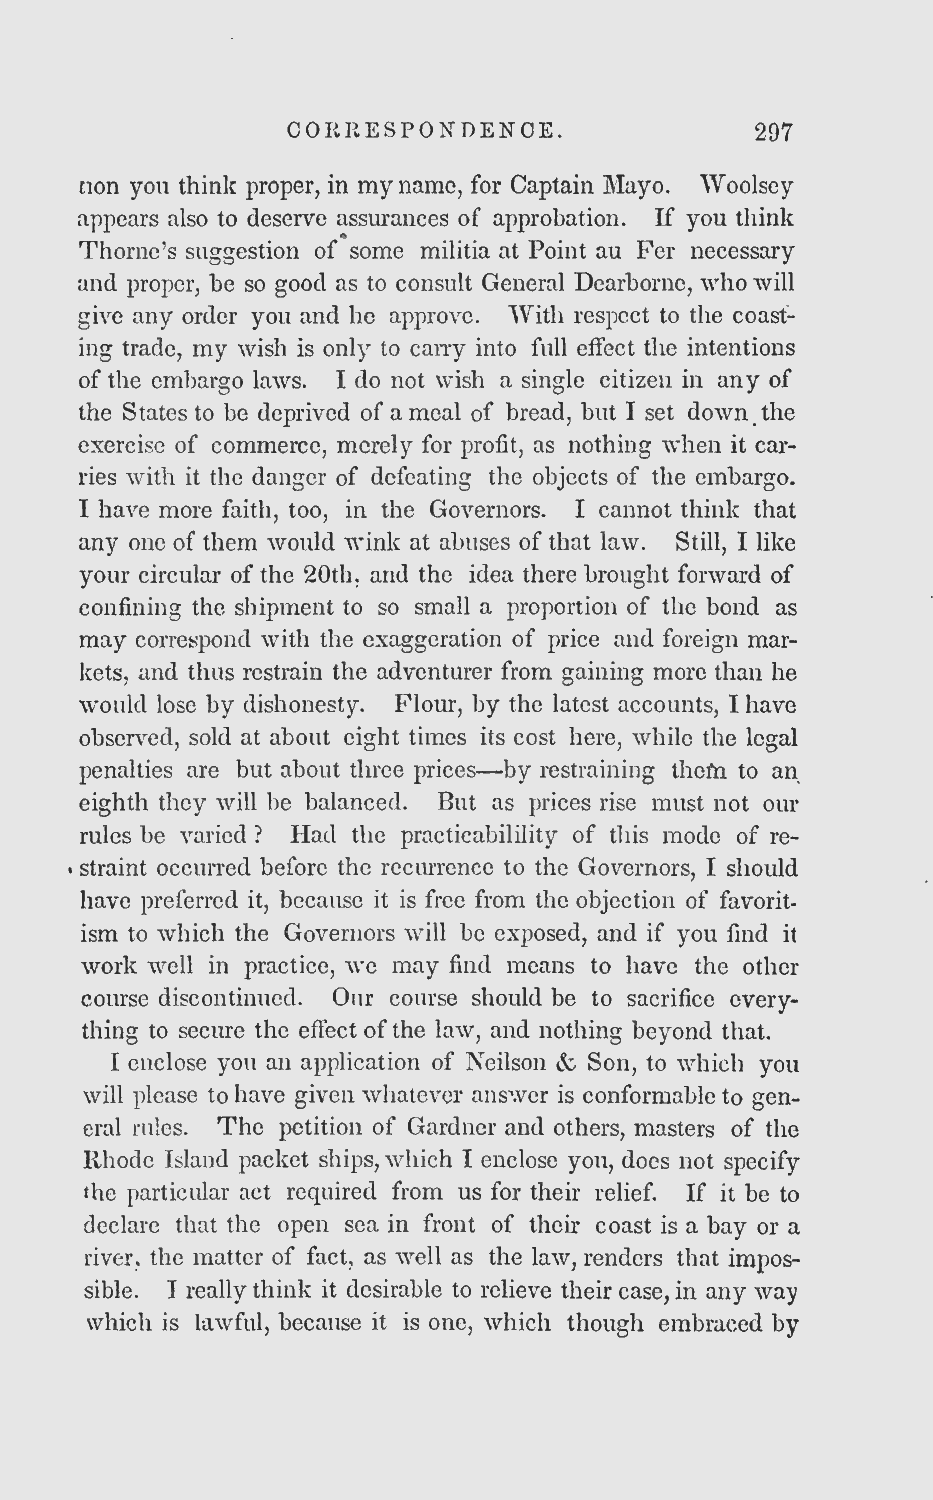 CORRESPONDENCE. 297
tion you think proper, in my name, for Captain Mayo. Woolsey
appears also to deserve assurances of approbation. If you think
Thorne's suggestion of some militia at Point au Fer necessary
and proper, be so good as to consult General Dearborne, who will
give any order you and he approve. With respect to the coast-
ing trade, my wish is only to carry into full effect the intentions
of the embargo laws. I do not wish a single citizen in any of
the States to be deprived of a meal of bread, but I set down the
exercise of commerce, merely for profit, as nothing when it car-
ries with it the danger of defeating the objects of the embargo.
I have more faith, too, in the Governors. I cannot think that
any one of them would wink at abuses of that law. Still, I like
your circular of the 20th, and the idea there brought forward of
confining the shipment to so small a proportion of the bond as
may correspond with the exaggeration of price and foreign mar-
kets, and thus restrain the adventurer from gaining more than he
would lose by dishonesty. Flour, by the latest accounts, I have
observed, sold at about eight times its cost here, while the legal
penalties are but about three prices—by restraining them to an
eighth they will be balanced. But as prices rise must not our
rules be varied? Had the practicabilility of this mode of re-
straint occurred before the recurrence to the Governors, I should
have preferred it, because it is free from the objection of favorit-
ism to which the Governors will be exposed, and if you find it
work well in practice, we may find means to have the other
course discontinued. Our course should be to sacrifice every-
thing to secure the effect of the law, and nothing beyond that.
I enclose you an application of Neilson & Son, to which you
will please to have given whatever answer is conformable to gen-
eral rules. The petition of Gardner and others, masters of the
Rhode Island packet ships, which I enclose you, does not specify
the particular act required from us for their relief. If it be to
declare that the open sea in front of their coast is a bay or a
river, the matter of fact, as well as the law, renders that impos-
sible. I really think it desirable to relieve their case, in any way
which is lawful, because it is one, which though embraced by